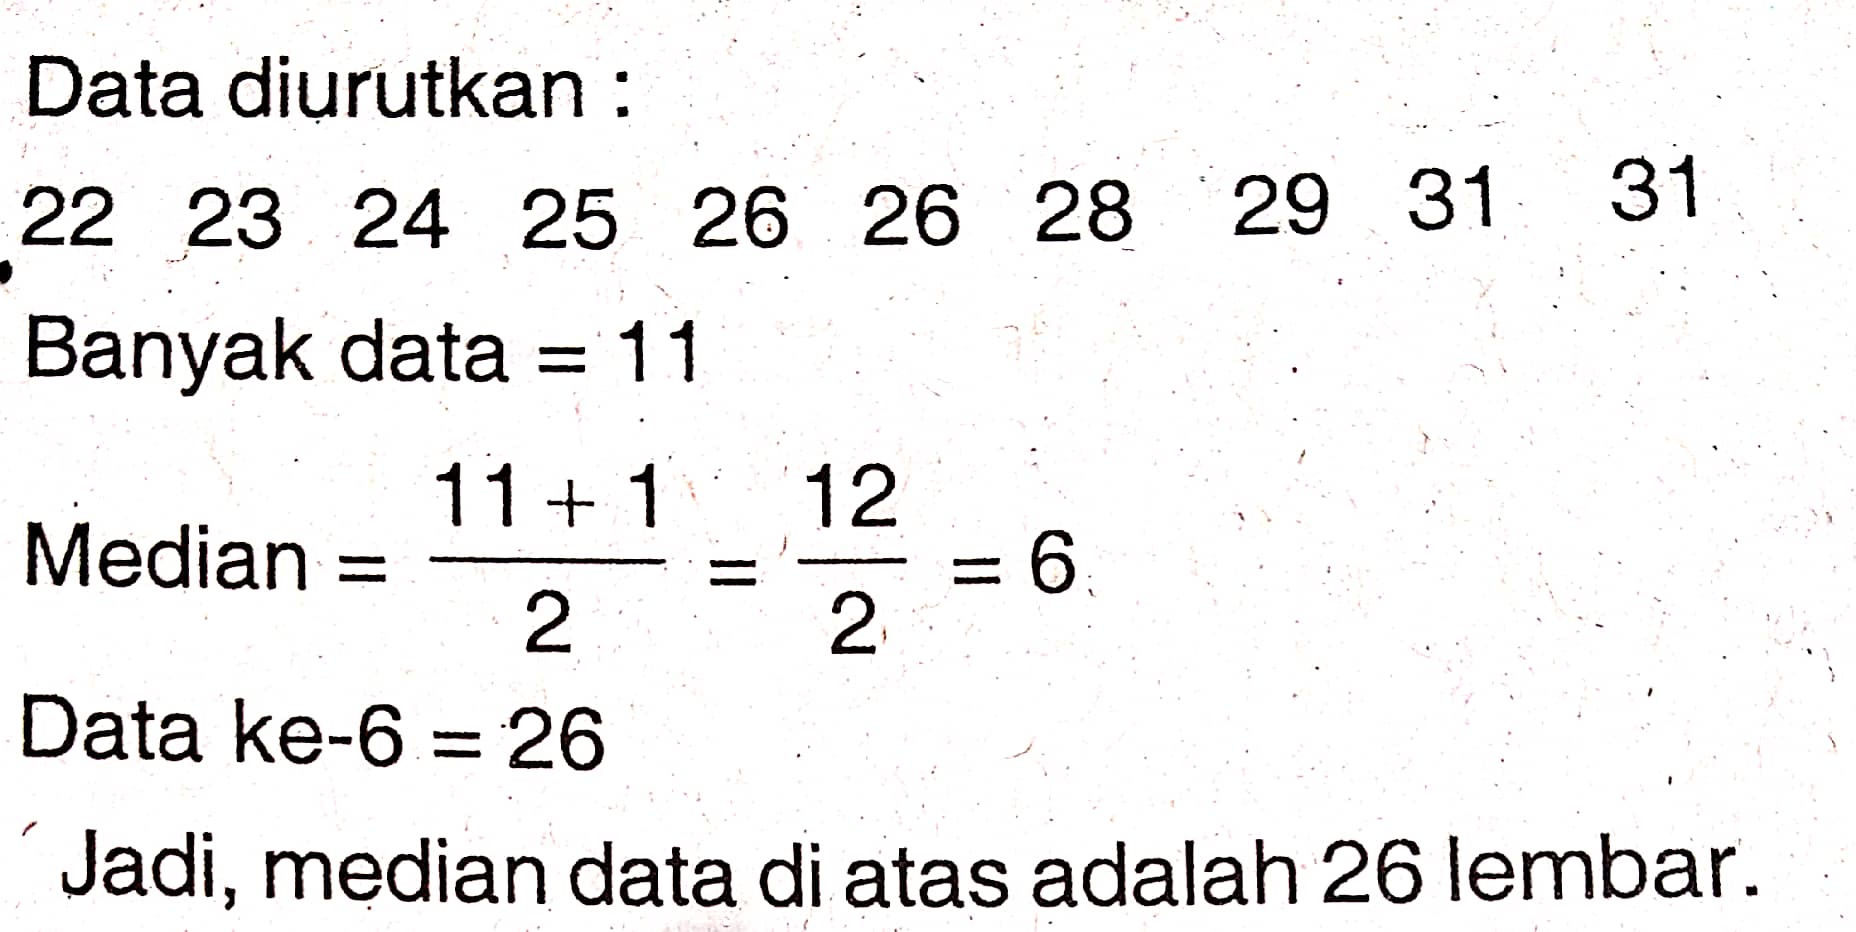 Data diurutkan :
22 23 24 25 26 26 28 29 31 31
Banyak data = 11
Median = \frac{11 + 1}{2} = \frac{12}{2} = 6
Data ke-6 = 26
Jadi, median data di atas adalah 26 lembar.